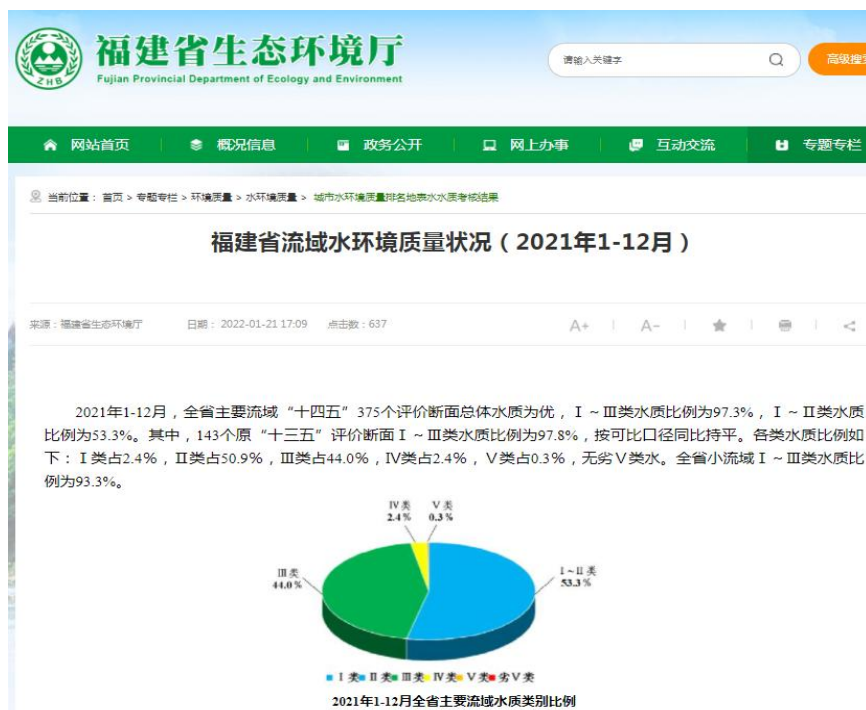 福建省生态环境厅
Fujian Provincial Department of Ecology and Environment
ZHB
请输入关键字
高级搜索
网站首页
概况信息
政务公开
网上办事
互动交流
专题专栏
当前位置： 首页 > 专题专栏 > 环境质量 > 水环境质量 > 城市水环境质量排名地表水水质考核结果
福建省流域水环境质量状况（2021年1-12月）
来源：福建省生态环境厅 日期： 2022-01-21 17:09 点击数：637
A+ A-
2021年1-12月，全省主要流域“十四五”375个评价断面总体水质为优，Ⅰ～Ⅲ类水质比例为97.3%，Ⅰ～Ⅱ类水质
比例为53.3%。其中，143个原“十三五”评价断面Ⅰ～Ⅲ类水质比例为97.8%，按可比口径同比持平。各类水质比例如
下：Ⅰ类占2.4%，Ⅱ类占50.9%，Ⅲ类占44.0%，Ⅳ类占2.4%，Ⅴ类占0.3%，无劣Ⅴ类水。全省小流域Ⅰ～Ⅲ类水质比
例为93.3%。
Ⅳ类
2.4%
Ⅴ类
0.3%
Ⅲ类
44.0%
Ⅰ~Ⅱ类
53.3%
Ⅰ类 Ⅱ类 Ⅲ类 Ⅳ类 Ⅴ类 劣Ⅴ类
2021年1-12月全省主要流域水质类别比例